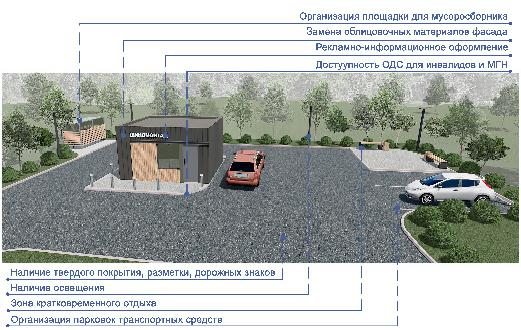 Организация площадки для мусоросборника
Замена облицовочных материалов фасада
Рекламно-информационное оформление
Доступность ОДС для инвалидов и МГН
Наличие твердого покрытия, разметки, дорожных знаков
Наличие освещения
Зона кратковременного отдыха
Организация парковок транспортных средств